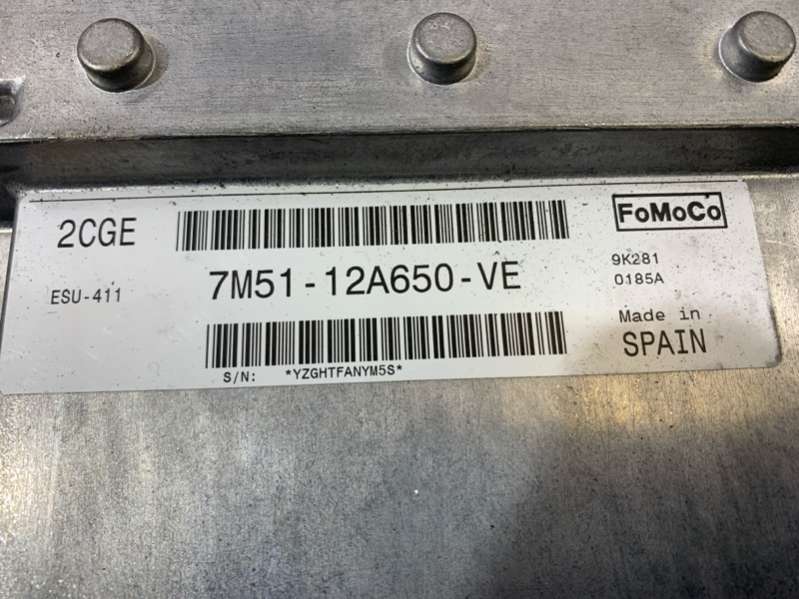 2CGE
FoMoCo
ESU-411
7M51-12A650-VE
9K281
0185A
Made in
SPAIN
S/N: *YZGHTFANYM5S*